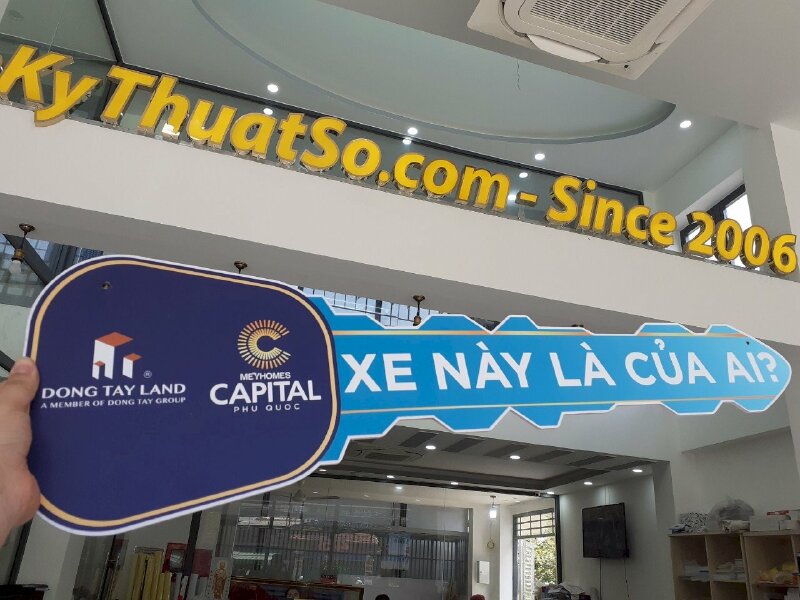 KyThuatSo.com - Since 2006
DONG TAY LAND ®
A MEMBER OF DONG TAY GROUP
MEYHOMES
CAPITAL
PHU QUOC
XE NÀY LÀ CỦA AI?